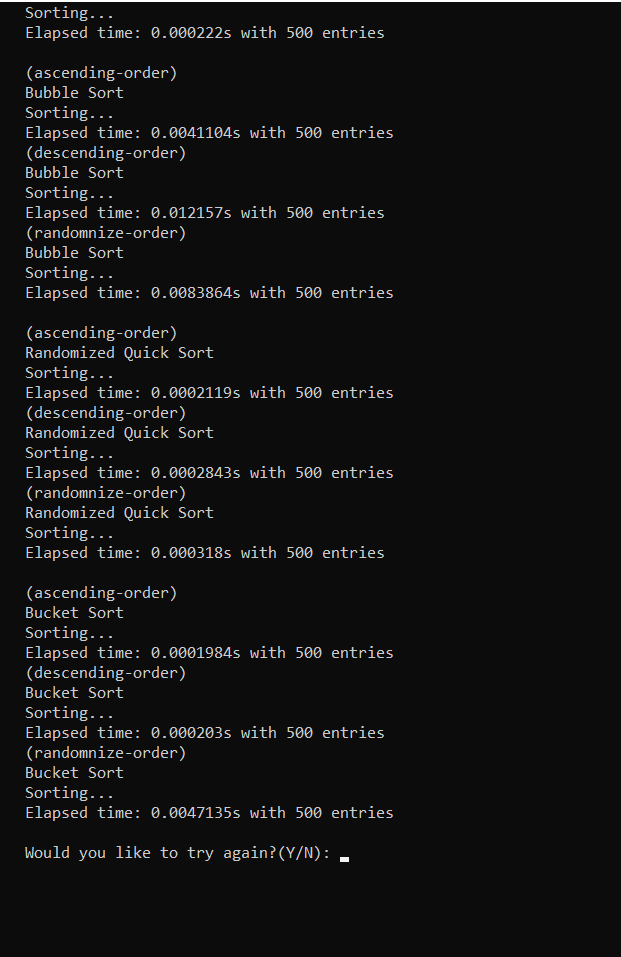 Sorting...
Elapsed time: 0.000222s with 500 entries
(ascending-order)
Bubble Sort
Sorting...
Elapsed time: 0.0041104s with 500 entries
(descending-order)
Bubble Sort
Sorting...
Elapsed time: 0.012157s with 500 entries
(randomnize-order)
Bubble Sort
Sorting...
Elapsed time: 0.0083864s with 500 entries
(ascending-order)
Randomized Quick Sort
Sorting...
Elapsed time: 0.0002119s with 500 entries
(descending-order)
Randomized Quick Sort
Sorting...
Elapsed time: 0.0002843s with 500 entries
(randomnize-order)
Randomized Quick Sort
Sorting...
Elapsed time: 0.000318s with 500 entries
(ascending-order)
Bucket Sort
Sorting...
Elapsed time: 0.0001984s with 500 entries
(descending-order)
Bucket Sort
Sorting...
Elapsed time: 0.000203s with 500 entries
(randomnize-order)
Bucket Sort
Sorting...
Elapsed time: 0.0047135s with 500 entries
Would you like to try again?(Y/N):